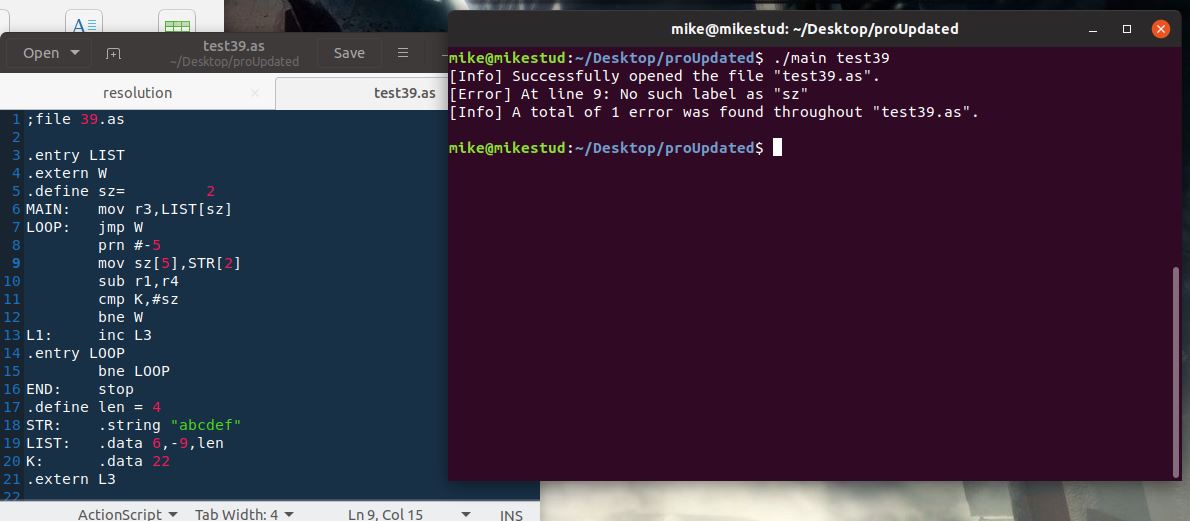 Open
test39.as
~/Desktop/proUpdated
Save
resolution ×
test39.as
1 ;file 39.as
2
3 .entry LIST
4 .extern W
5 .define sz= 2
6 MAIN: mov r3,LIST[sz]
7 LOOP: jmp W
8 prn #-5
9 mov sz[5],STR[2]
10 sub r1,r4
11 cmp K,#sz
12 bne W
13 L1: inc L3
14 .entry LOOP
15 bne LOOP
16 END: stop
17 .define len = 4
18 STR: .string "abcdef"
19 LIST: .data 6,-9,len
20 K: .data 22
21 .extern L3
22
ActionScript Tab Width: 4 Ln 9, Col 15 INS
mike@mikestud: ~/Desktop/proUpdated
mike@mikestud:~/Desktop/proUpdated$ ./main test39
[Info] Successfully opened the file "test39.as".
[Error] At line 9: No such label as "sz"
[Info] A total of 1 error was found throughout "test39.as".
mike@mikestud:~/Desktop/proUpdated$